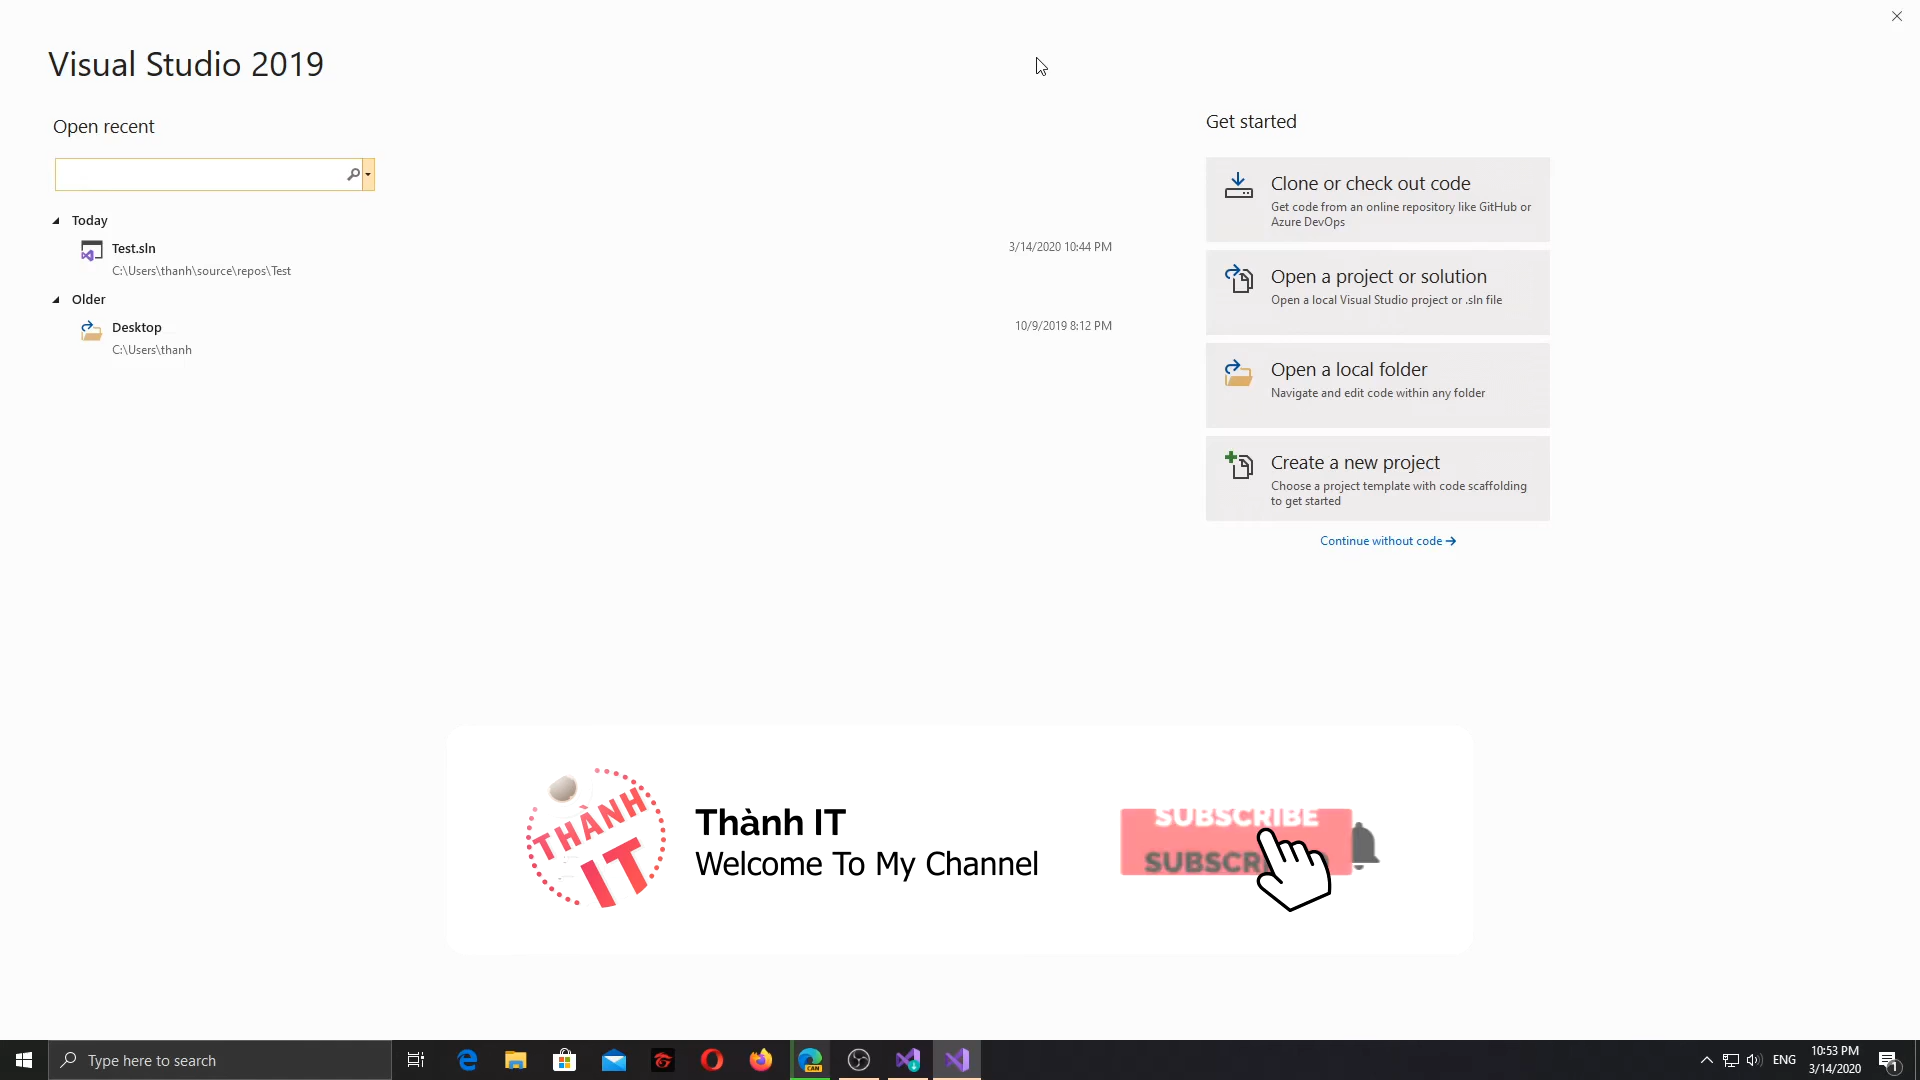 Visual Studio 2019
Open recent
Today
Test.sln
3/14/2020 10:44 PM
C:\Users\thanh\source\repos\Test
Older
Desktop
10/9/2019 8:12 PM
C:\Users\thanh
Get started
Clone or check out code
Get code from an online repository like GitHub or
Azure DevOps
Open a project or solution
Open a local Visual Studio project or .sln file
Open a local folder
Navigate and edit code within any folder
Create a new project
Choose a project template with code scaffolding
to get started
Continue without code →
THÀNH
IT
Thành IT
Welcome To My Channel
SUBSCRIBE
Type here to search
CAN
ENG
10:53 PM
3/14/2020
1